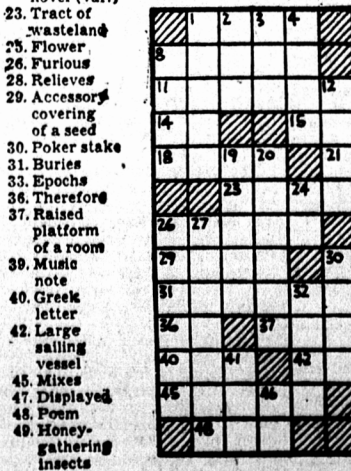 23. Tract of
wasteland
25. Flower
26. Furious
28. Relieves
29. Accessory
covering
of a seed
30. Poker stake
31. Buries
33. Epochs
36. Therefore
37. Raised
platform
of a room
39. Music
note
40. Greek
letter
42. Large
sailing
vessel
45. Mixes
47. Displayed
48. Poem
49. Honey-
gathering
insects
1 2 3 4
8
11 12
14 15
18 19 20 21
23 24
26 27
29 30
31 32
36 37
40 41 42
45 46
48